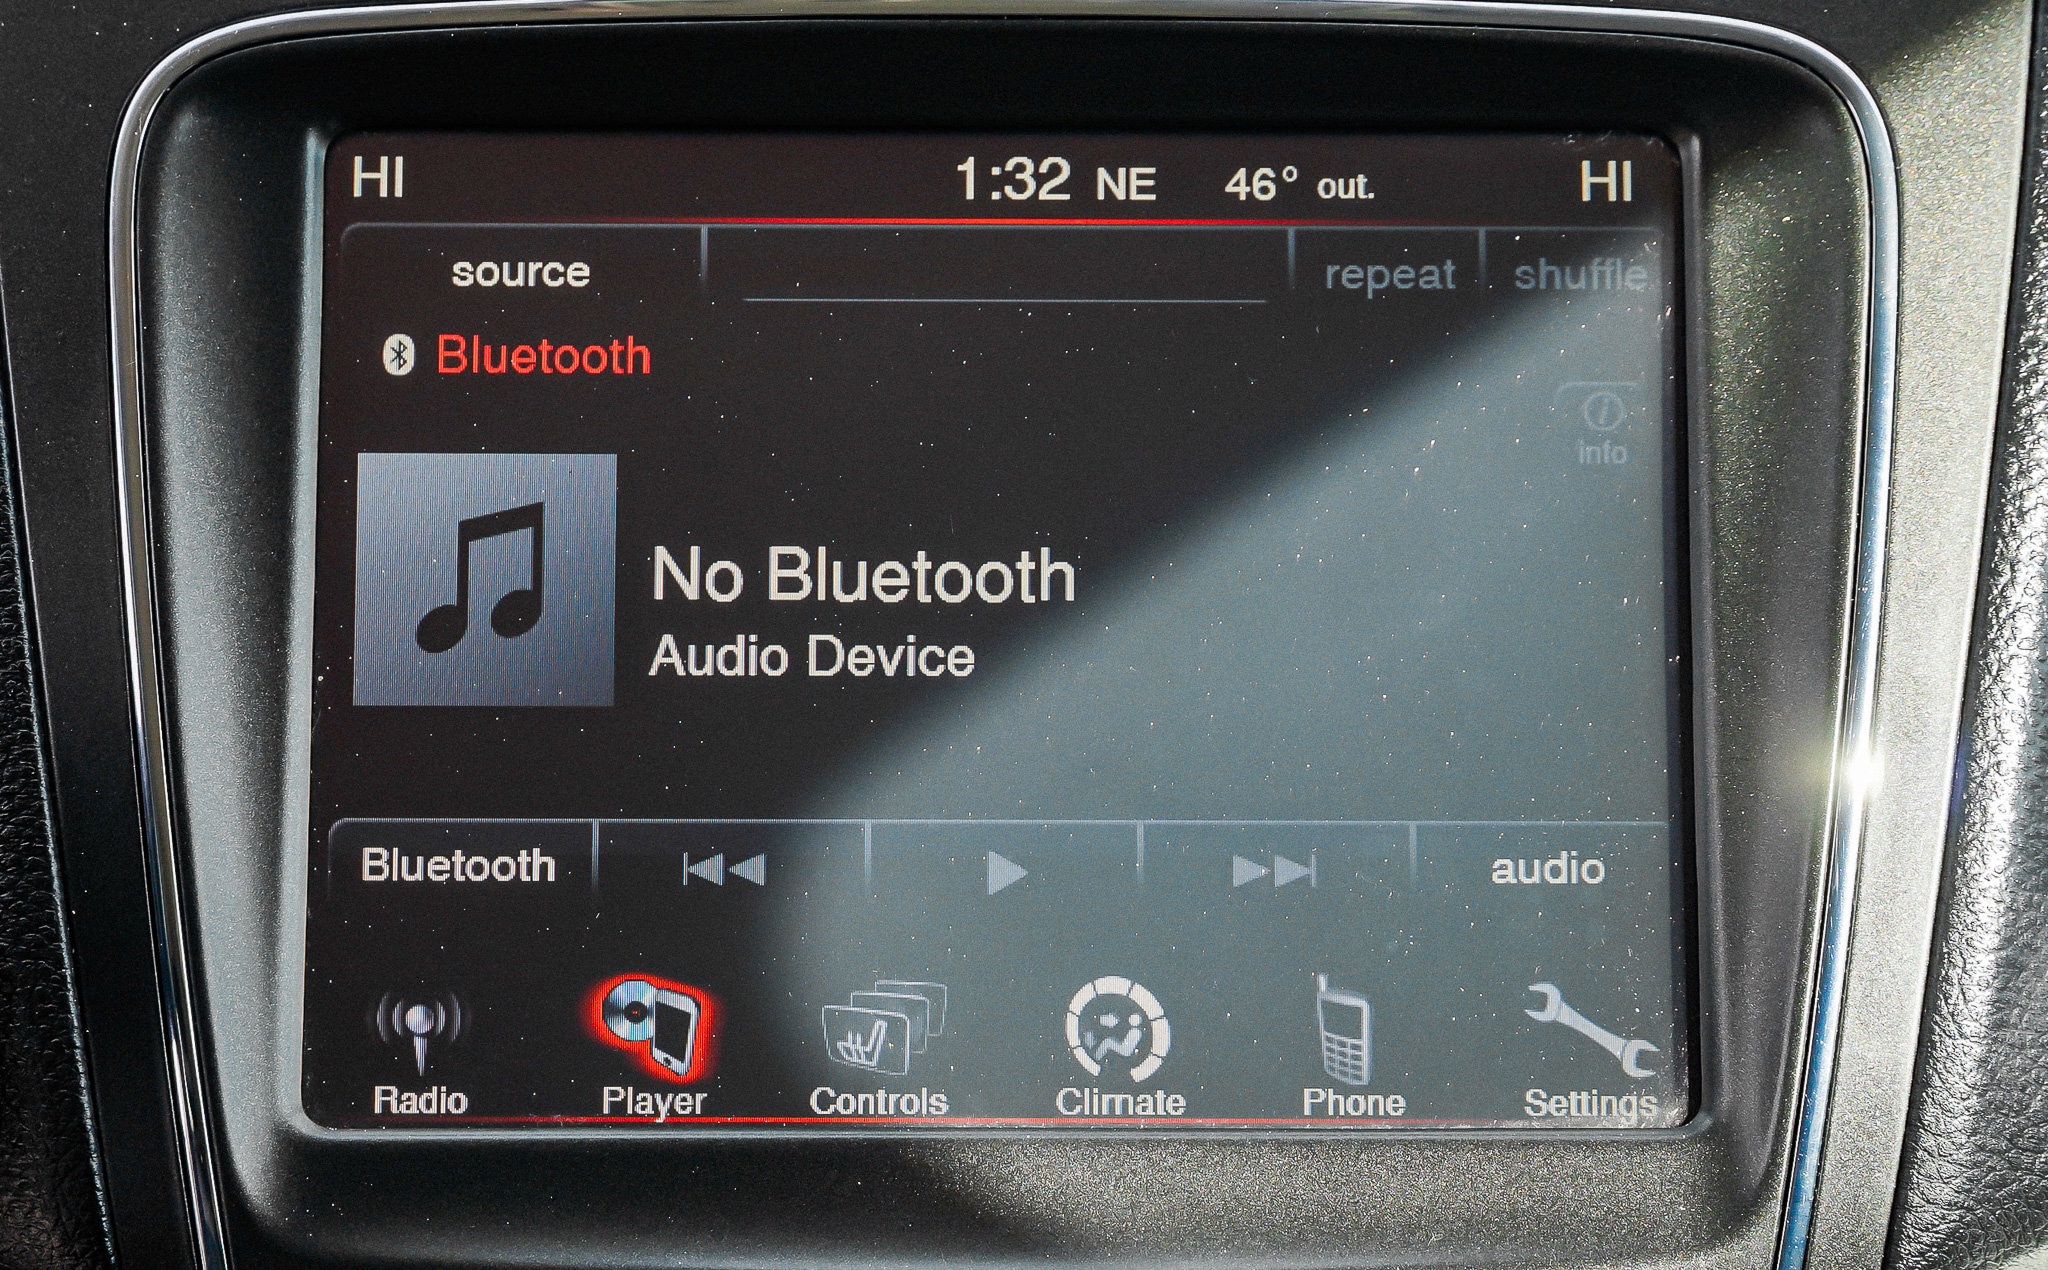 HI 1:32 NE 46° out. HI
source repeat shuffle
Bluetooth
info
No Bluetooth
Audio Device
Bluetooth audio
Radio Player Controls Climate Phone Settings